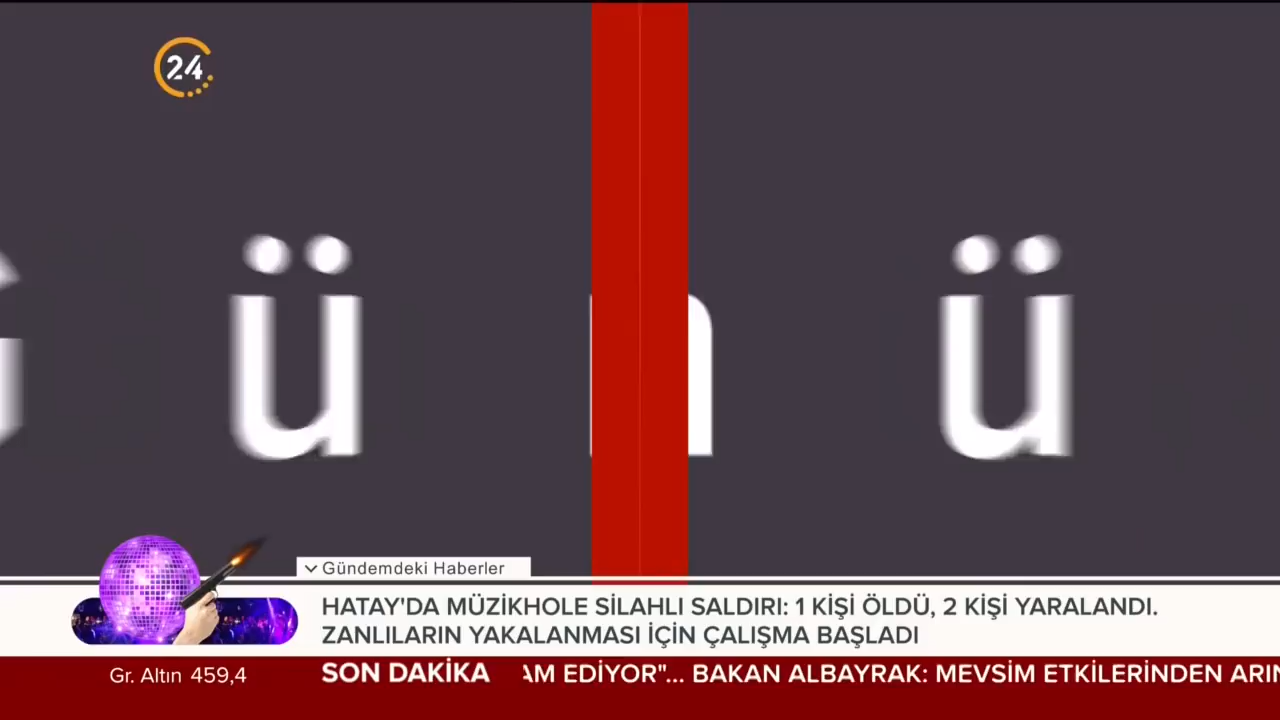 24
Gündemdeki Haberler
HATAY'DA MÜZİKHOLE SİLAHLI SALDIRI: 1 KİŞİ ÖLDÜ, 2 KİŞİ YARALANDI.
ZANLILARIN YAKALANMASI İÇİN ÇALIŞMA BAŞLADI
Gr. Altın 459,4 SON DAKİKA AM EDİYOR"... BAKAN ALBAYRAK: MEVSİM ETKİLERİNDEN ARIN